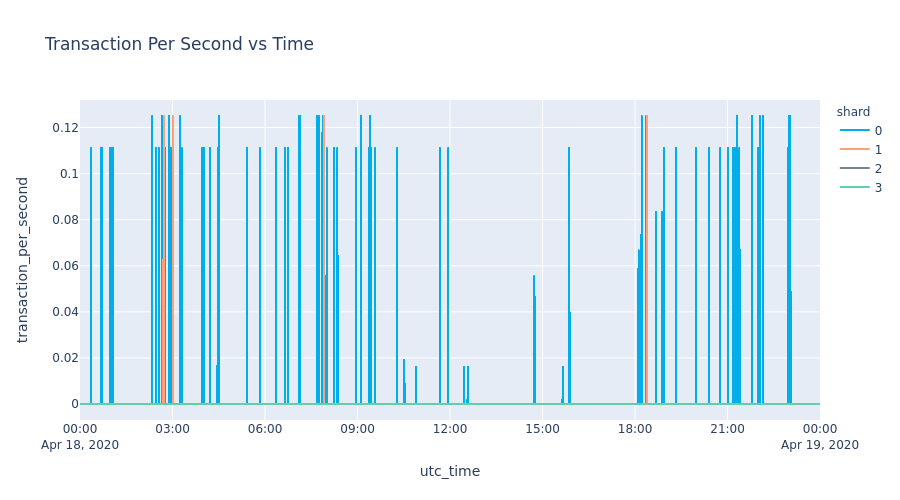 Transaction Per Second vs Time
shard
0
1
2
3
transaction_per_second
0.12
0.1
0.08
0.06
0.04
0.02
0
00:00 03:00 06:00 09:00 12:00 15:00 18:00 21:00 00:00
Apr 18, 2020 Apr 19, 2020
utc_time